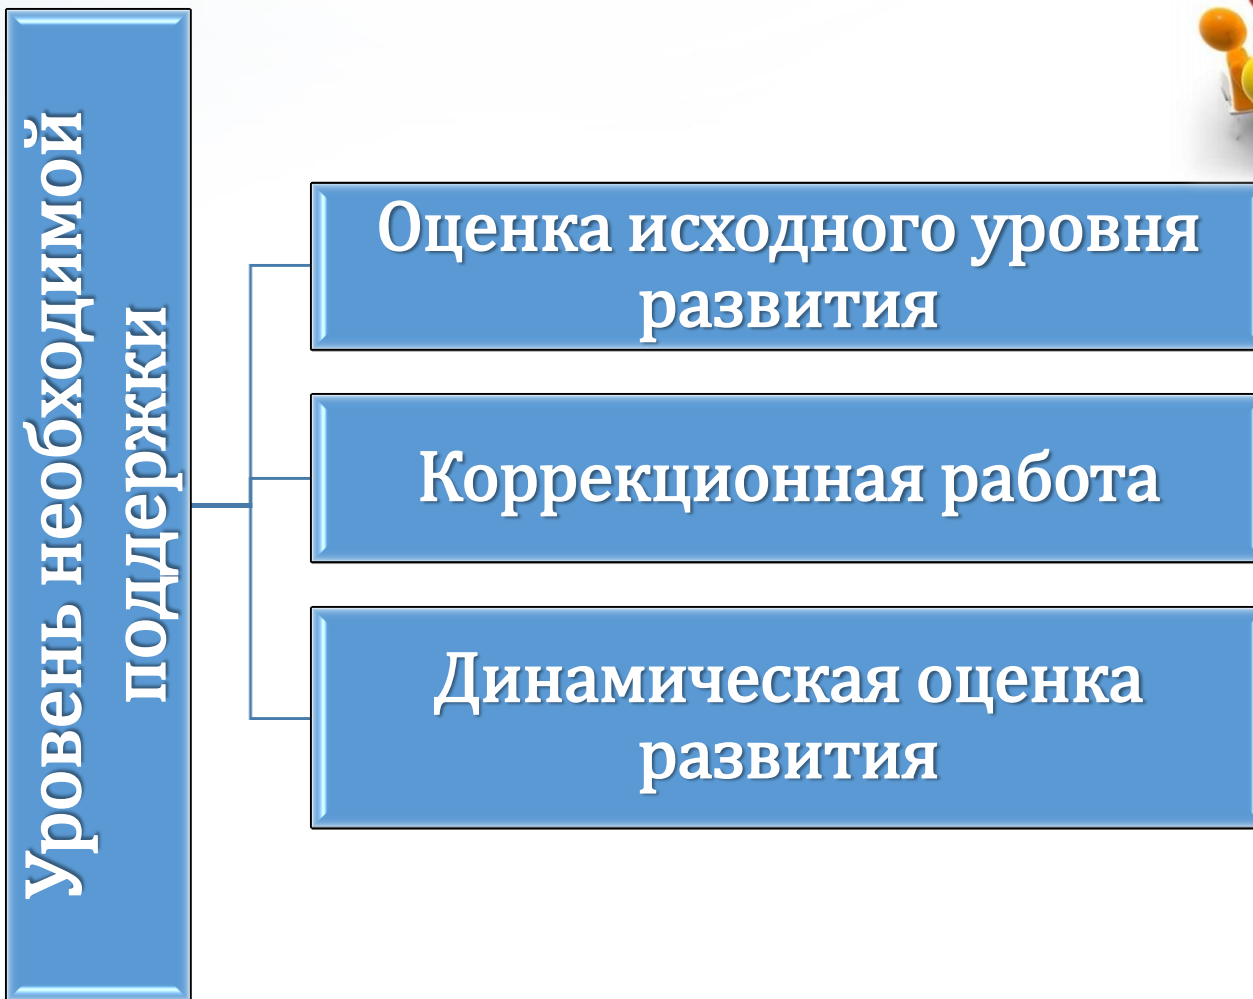 Уровень необходимой
поддержки
Оценка исходного уровня
развития
Коррекционная работа
Динамическая оценка
развития